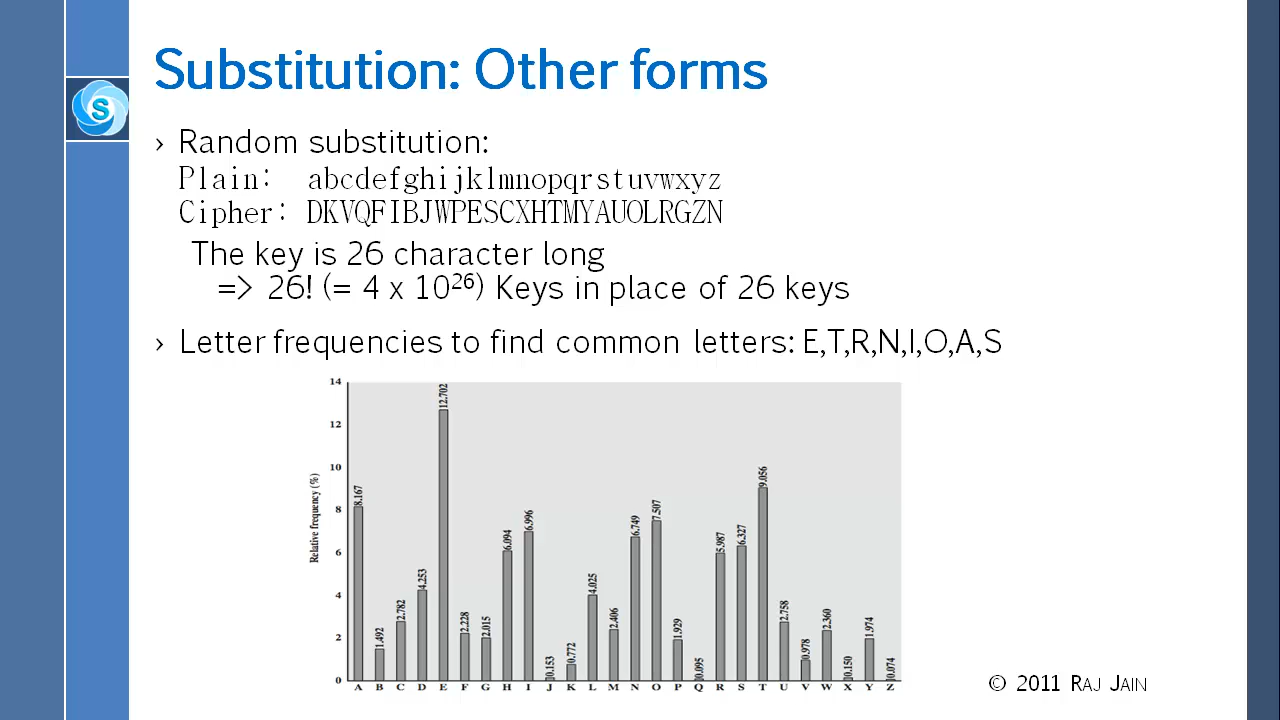 Substitution: Other forms
S
› Random substitution:
Plain: abcdefghijklmnopqrstuvwxyz
Cipher: DKVQFIBJWPESCXHTMYAUOLRGZN
The key is 26 character long
=> 26! (= 4 x 10²⁶) Keys in place of 26 keys
› Letter frequencies to find common letters: E,T,R,N,I,O,A,S
Relative frequency (%)
14
12
10
8
6
4
2
0
8.167 1.492 2.782 4.253 12.702 2.228 2.015 6.094 6.996 0.153 0.772 4.025 2.406 6.749 7.507 1.929 0.095 5.987 6.327 9.056 2.758 0.978 2.360 0.150 1.974 0.074
A B C D E F G H I J K L M N O P Q R S T U V W X Y Z
© 2011 RAJ JAIN